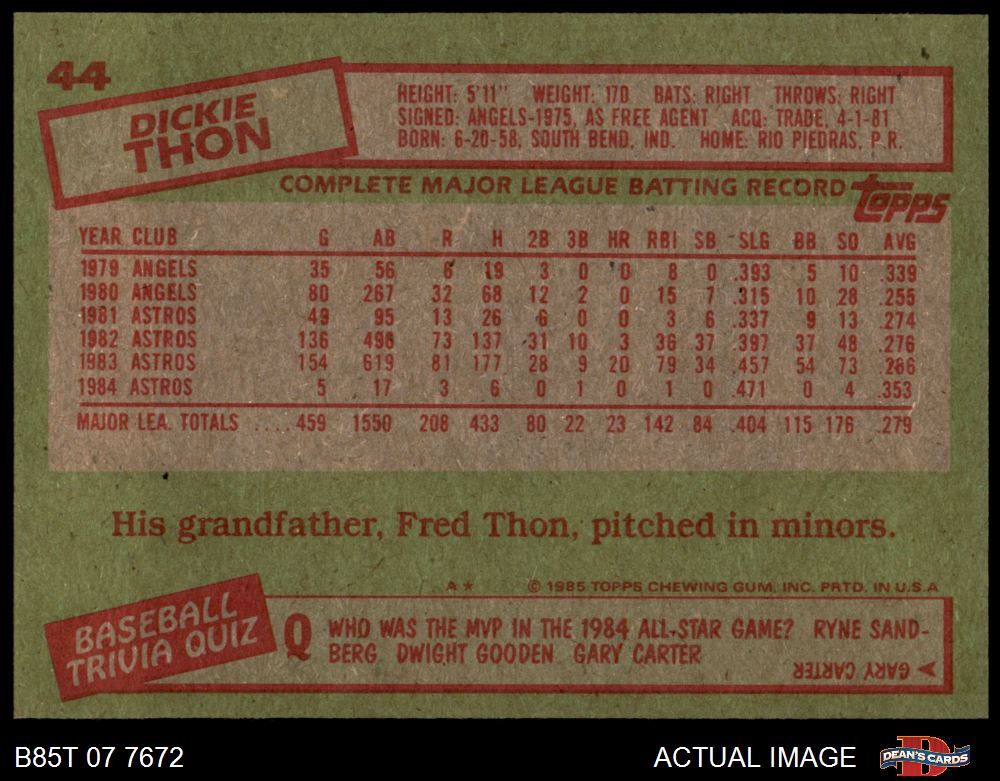 44
DICKIE
THON
HEIGHT: 5'11" WEIGHT: 170 BATS: RIGHT THROWS: RIGHT
SIGNED: ANGELS-1975, AS FREE AGENT ACQ: TRADE, 4-1-81
BORN: 6-20-58, SOUTH BEND, IND. HOME: RIO PIEDRAS, P.R.
COMPLETE MAJOR LEAGUE BATTING RECORD topps
YEAR CLUB G AB R H 2B 3B HR RBI SB SLG BB SO AVG
1979 ANGELS 35 56 6 19 3 0 0 8 0 .393 5 10 .339
1980 ANGELS 80 267 32 68 12 2 0 15 7 .315 10 28 .255
1981 ASTROS 49 95 13 26 6 0 0 3 6 .337 9 13 .274
1982 ASTROS 136 496 73 137 31 10 3 36 37 .397 37 48 .276
1983 ASTROS 154 619 81 177 28 9 20 79 34 .457 54 73 .286
1984 ASTROS 5 17 3 6 0 1 0 1 0 .471 0 4 .353
MAJOR LEA. TOTALS ....459 1550 208 433 80 22 23 142 84 .404 115 176 .279
His grandfather, Fred Thon, pitched in minors.
A★ © 1985 TOPPS CHEWING GUM, INC. PRTD. IN U.S.A
BASEBALL
TRIVIA QUIZ
Q WHO WAS THE MVP IN THE 1984 ALL-STAR GAME? RYNE SAND-
BERG DWIGHT GOODEN GARY CARTER
GARY CARTER
B85T 07 7672
ACTUAL IMAGE
DEAN'S CARDS